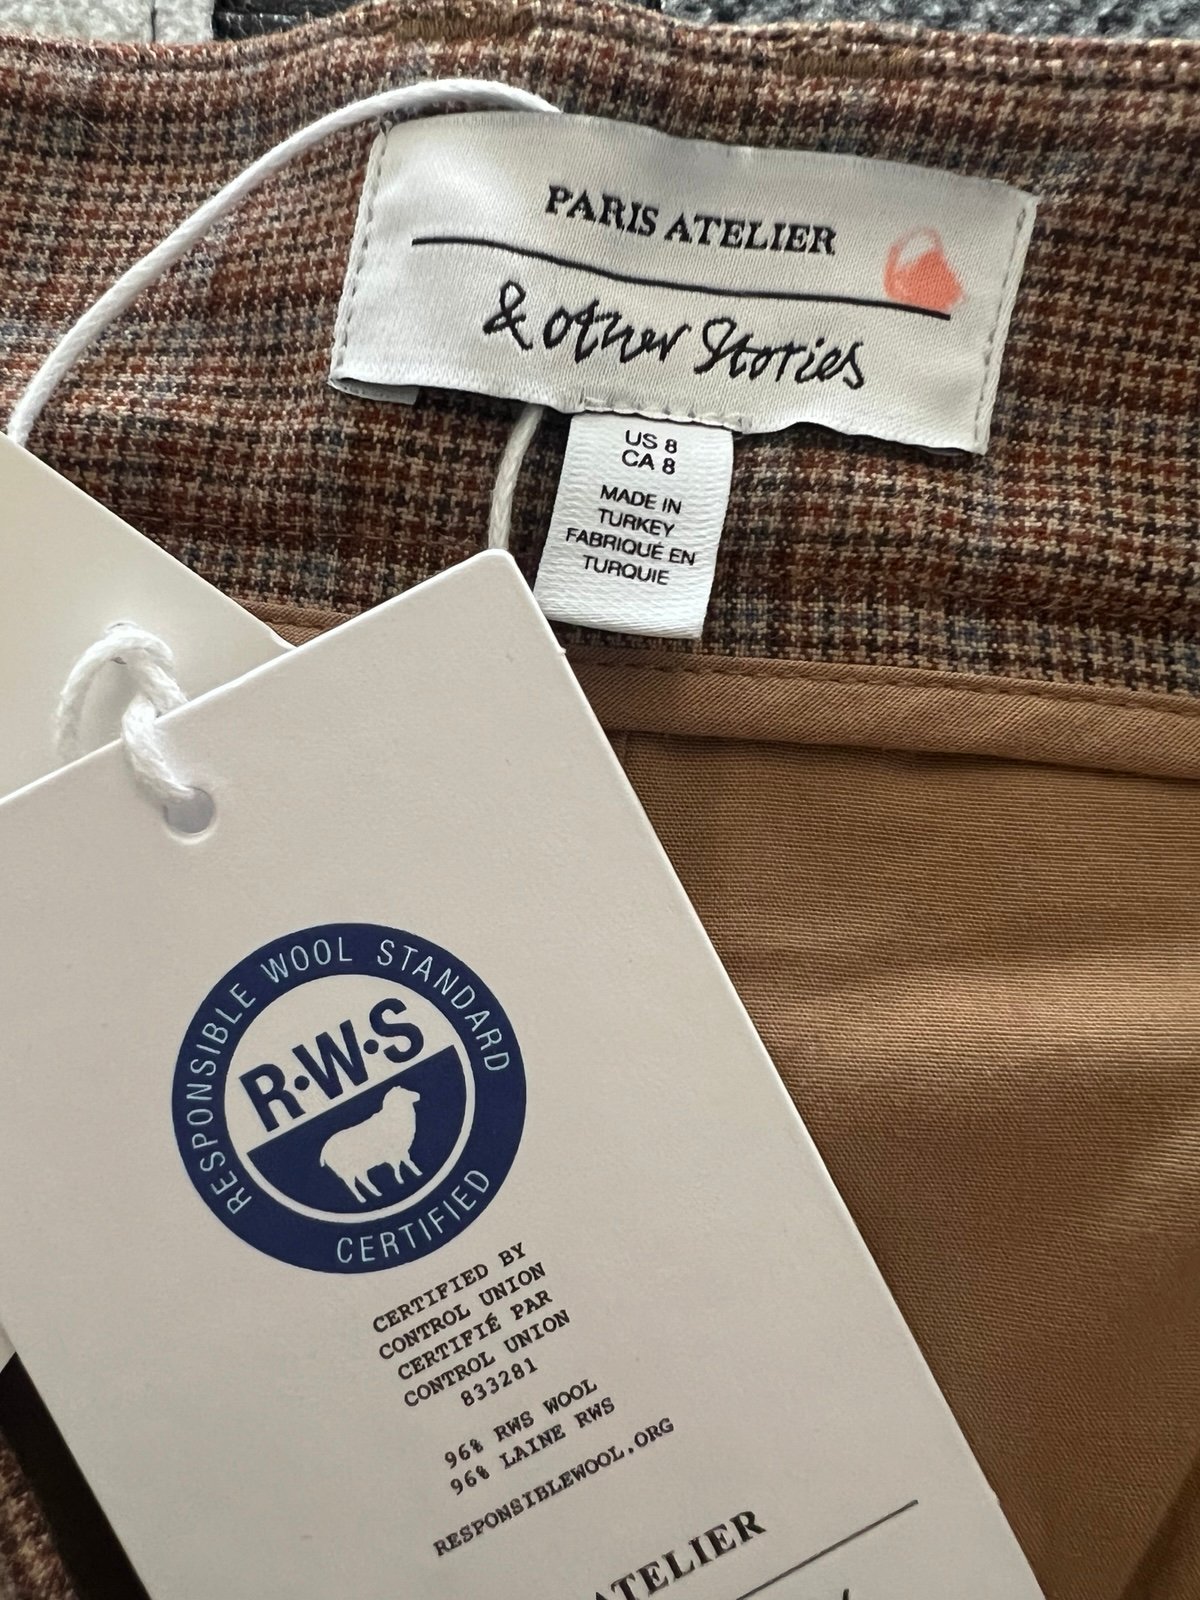 PARIS ATELIER
& other Stories
US 8
CA 8
MADE IN
TURKEY
FABRIQUÉ EN
TURQUIE
RESPONSIBLE WOOL STANDARD
R·W·S
CERTIFIED
CERTIFIED BY
CONTROL UNION
CERTIFIÉ PAR
CONTROL UNION
833281
96% RWS WOOL
96% LAINE RWS
RESPONSIBLEWOOL.ORG
ATELIER